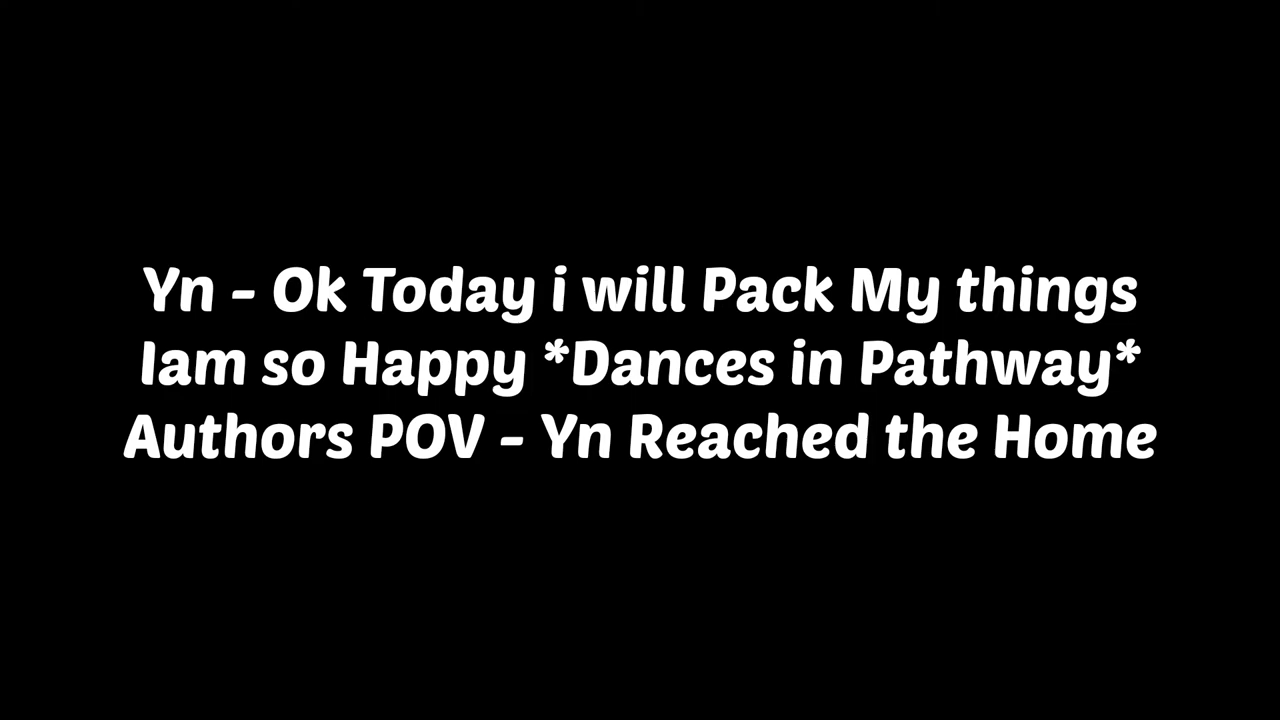 Yn - Ok Today i will Pack My things
Iam so Happy *Dances in Pathway*
Authors POV - Yn Reached the Home